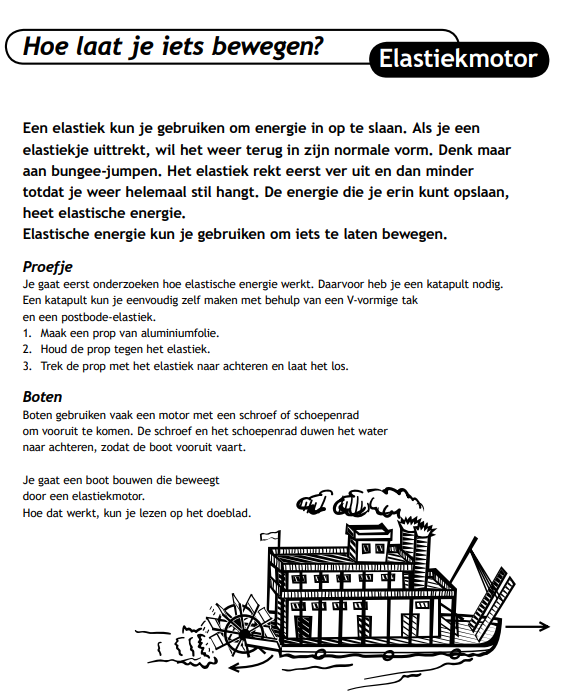 Hoe laat je iets bewegen?
Elastiekmotor
Een elastiek kun je gebruiken om energie in op te slaan. Als je een
elastiekje uittrekt, wil het weer terug in zijn normale vorm. Denk maar
aan bungee-jumpen. Het elastiek rekt eerst ver uit en dan minder
totdat je weer helemaal stil hangt. De energie die je erin kunt opslaan,
heet elastische energie.
Elastische energie kun je gebruiken om iets te laten bewegen.
Proefje
Je gaat eerst onderzoeken hoe elastische energie werkt. Daarvoor heb je een katapult nodig.
Een katapult kun je eenvoudig zelf maken met behulp van een V-vormige tak
en een postbode-elastiek.
1. Maak een prop van aluminiumfolie.
2. Houd de prop tegen het elastiek.
3. Trek de prop met het elastiek naar achteren en laat het los.
Boten
Boten gebruiken vaak een motor met een schroef of schoepenrad
om vooruit te komen. De schroef en het schoepenrad duwen het water
naar achteren, zodat de boot vooruit vaart.
Je gaat een boot bouwen die beweegt
door een elastiekmotor.
Hoe dat werkt, kun je lezen op het doeblad.